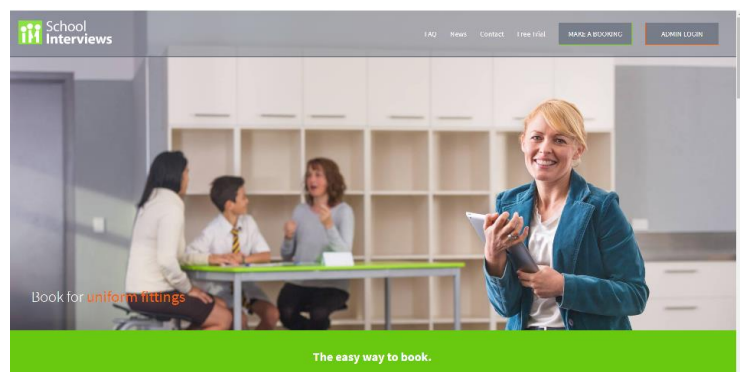 School
Interviews
FAQ
News
Contact
Free Trial
MAKE A BOOKING
ADMIN LOGIN
Book for uniform fittings
The easy way to book.